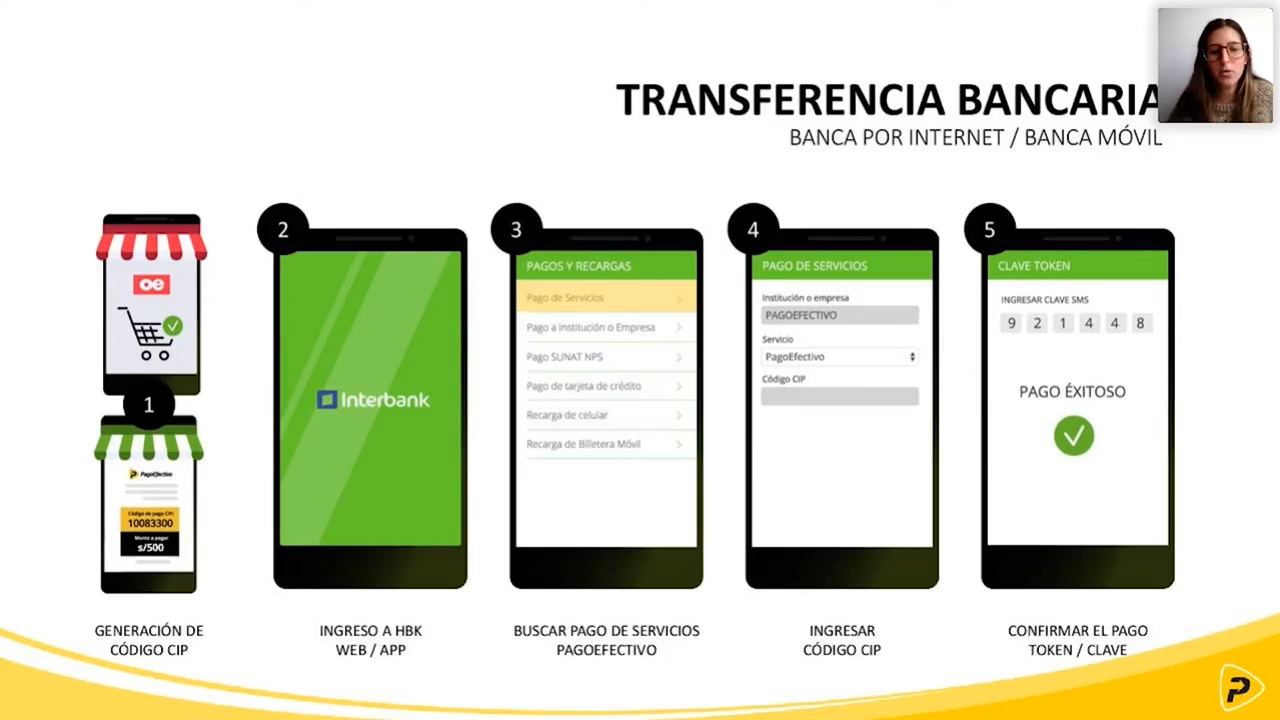 TRANSFERENCIA BANCARIA
BANCA POR INTERNET / BANCA MÓVIL
oe
1
PagoEfectivo
Código de pago CIP:
10083300
Monto a pagar
s/500
GENERACIÓN DE
CÓDIGO CIP
2
Interbank
INGRESO A HBK
WEB / APP
3
PAGOS Y RECARGAS
Pago de Servicios
Pago a Institución o Empresa
Pago SUNAT NPS
Pago de tarjeta de crédito
Recarga de celular
Recarga de Billetera Móvil
BUSCAR PAGO DE SERVICIOS
PAGOEFECTIVO
4
PAGO DE SERVICIOS
Institución o empresa
PAGOEFECTIVO
Servicio
PagoEfectivo
Código CIP
INGRESAR
CÓDIGO CIP
5
CLAVE TOKEN
INGRESAR CLAVE SMS
9 2 1 4 4 8
PAGO ÉXITOSO
CONFIRMAR EL PAGO
TOKEN / CLAVE
P